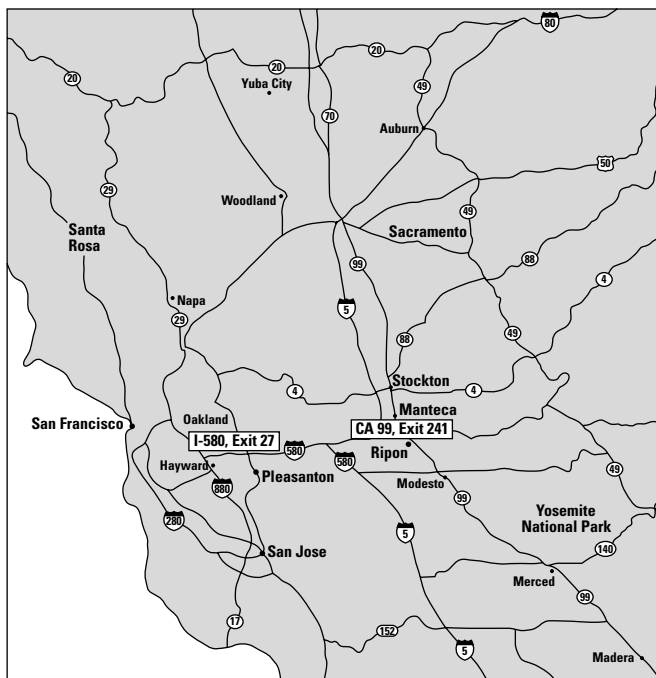 80
20
20
20
Yuba City
49
70
Auburn
50
29
Woodland
49
Santa
Rosa
Sacramento
88
99
4
Napa
5
29
49
88
Stockton
4
4
Manteca
Oakland
San Francisco
CA 99, Exit 241
I-580, Exit 27
580
Ripon
Hayward
580
49
Pleasanton
Modesto
880
99
Yosemite
National Park
280
5
140
San Jose
Merced
99
17
152
5
Madera